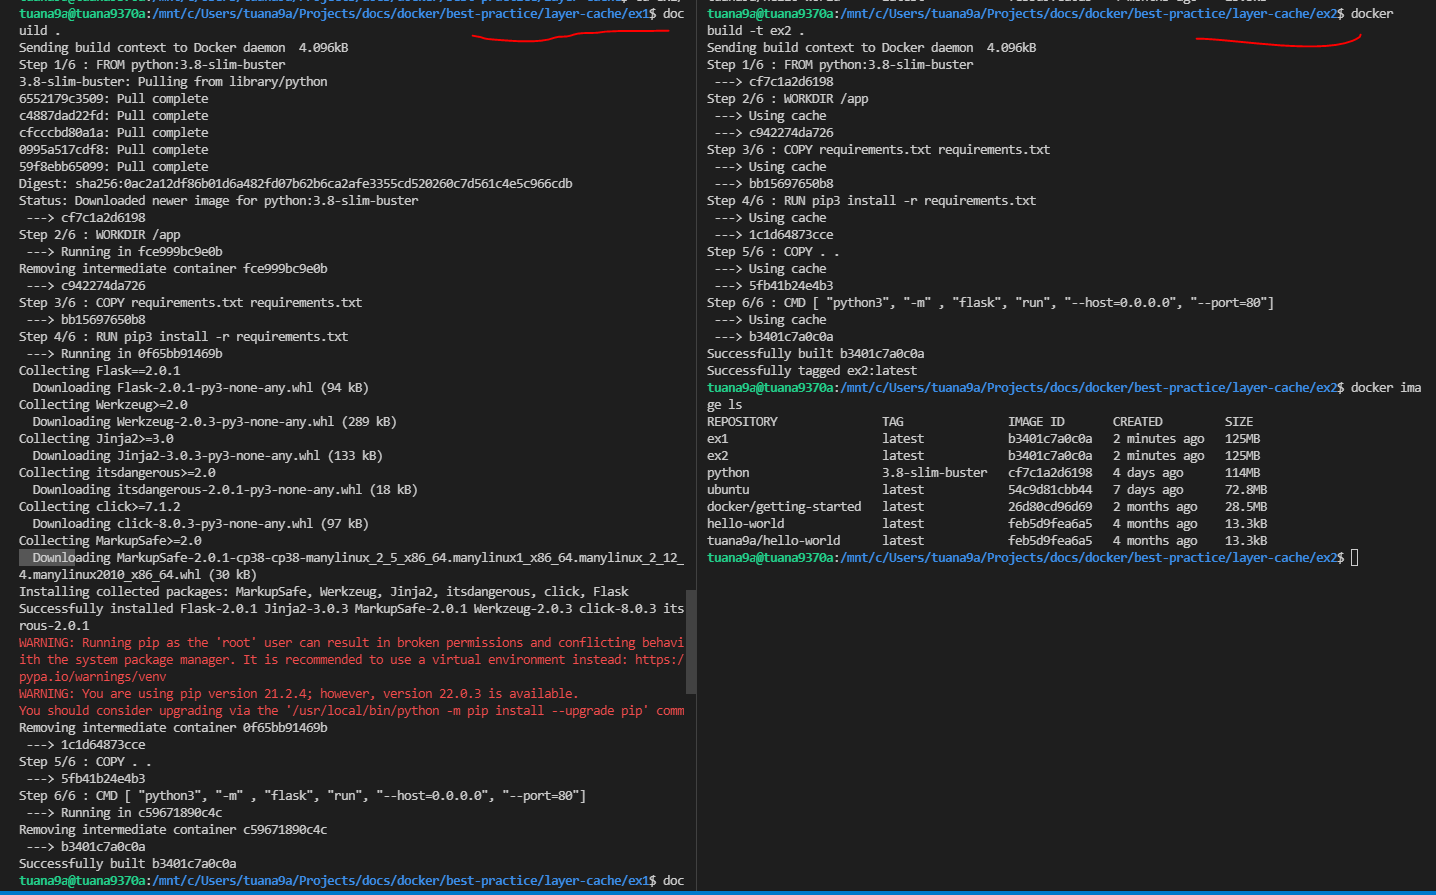 tuana9a@tuana9370a:/mnt/c/Users/tuana9a/Projects/docs/docker/best-practice/layer-cache/ex1$ doc
uild .
Sending build context to Docker daemon  4.096kB
Step 1/6 : FROM python:3.8-slim-buster
3.8-slim-buster: Pulling from library/python
6552179c3509: Pull complete
c4887dad22fd: Pull complete
cfcccbd80a1a: Pull complete
0995a517cdf8: Pull complete
59f8ebb65099: Pull complete
Digest: sha256:0ac2a12df86b01d6a482fd07b62b6ca2afe3355cd520260c7d561c4e5c966cdb
Status: Downloaded newer image for python:3.8-slim-buster
 ---> cf7c1a2d6198
Step 2/6 : WORKDIR /app
 ---> Running in fce999bc9e0b
Removing intermediate container fce999bc9e0b
 ---> c942274da726
Step 3/6 : COPY requirements.txt requirements.txt
 ---> bb15697650b8
Step 4/6 : RUN pip3 install -r requirements.txt
 ---> Running in 0f65bb91469b
Collecting Flask==2.0.1
  Downloading Flask-2.0.1-py3-none-any.whl (94 kB)
Collecting Werkzeug>=2.0
  Downloading Werkzeug-2.0.3-py3-none-any.whl (289 kB)
Collecting Jinja2>=3.0
  Downloading Jinja2-3.0.3-py3-none-any.whl (133 kB)
Collecting itsdangerous>=2.0
  Downloading itsdangerous-2.0.1-py3-none-any.whl (18 kB)
Collecting click>=7.1.2
  Downloading click-8.0.3-py3-none-any.whl (97 kB)
Collecting MarkupSafe>=2.0
  Downloading MarkupSafe-2.0.1-cp38-cp38-manylinux_2_5_x86_64.manylinux1_x86_64.manylinux_2_12_
4.manylinux2010_x86_64.whl (30 kB)
Installing collected packages: MarkupSafe, Werkzeug, Jinja2, itsdangerous, click, Flask
Successfully installed Flask-2.0.1 Jinja2-3.0.3 MarkupSafe-2.0.1 Werkzeug-2.0.3 click-8.0.3 its
rous-2.0.1
WARNING: Running pip as the 'root' user can result in broken permissions and conflicting behavi
ith the system package manager. It is recommended to use a virtual environment instead: https:/
pypa.io/warnings/venv
WARNING: You are using pip version 21.2.4; however, version 22.0.3 is available.
You should consider upgrading via the '/usr/local/bin/python -m pip install --upgrade pip' comm
Removing intermediate container 0f65bb91469b
 ---> 1c1d64873cce
Step 5/6 : COPY . .
 ---> 5fb41b24e4b3
Step 6/6 : CMD [ "python3", "-m" , "flask", "run", "--host=0.0.0.0", "--port=80"]
 ---> Running in c59671890c4c
Removing intermediate container c59671890c4c
 ---> b3401c7a0c0a
Successfully built b3401c7a0c0a
tuana9a@tuana9370a:/mnt/c/Users/tuana9a/Projects/docs/docker/best-practice/layer-cache/ex1$ doc
tuana9a@tuana9370a:/mnt/c/Users/tuana9a/Projects/docs/docker/best-practice/layer-cache/ex2$ docker
build -t ex2 .
Sending build context to Docker daemon  4.096kB
Step 1/6 : FROM python:3.8-slim-buster
 ---> cf7c1a2d6198
Step 2/6 : WORKDIR /app
 ---> Using cache
 ---> c942274da726
Step 3/6 : COPY requirements.txt requirements.txt
 ---> Using cache
 ---> bb15697650b8
Step 4/6 : RUN pip3 install -r requirements.txt
 ---> Using cache
 ---> 1c1d64873cce
Step 5/6 : COPY . .
 ---> Using cache
 ---> 5fb41b24e4b3
Step 6/6 : CMD [ "python3", "-m" , "flask", "run", "--host=0.0.0.0", "--port=80"]
 ---> Using cache
 ---> b3401c7a0c0a
Successfully built b3401c7a0c0a
Successfully tagged ex2:latest
tuana9a@tuana9370a:/mnt/c/Users/tuana9a/Projects/docs/docker/best-practice/layer-cache/ex2$ docker ima
ge ls
REPOSITORY               TAG               IMAGE ID       CREATED         SIZE
ex1                      latest            b3401c7a0c0a   2 minutes ago   125MB
ex2                      latest            b3401c7a0c0a   2 minutes ago   125MB
python                   3.8-slim-buster   cf7c1a2d6198   4 days ago      114MB
ubuntu                   latest            54c9d81cbb44   7 days ago      72.8MB
docker/getting-started   latest            26d80cd96d69   2 months ago    28.5MB
hello-world              latest            feb5d9fea6a5   4 months ago    13.3kB
tuana9a/hello-world      latest            feb5d9fea6a5   4 months ago    13.3kB
tuana9a@tuana9370a:/mnt/c/Users/tuana9a/Projects/docs/docker/best-practice/layer-cache/ex2$